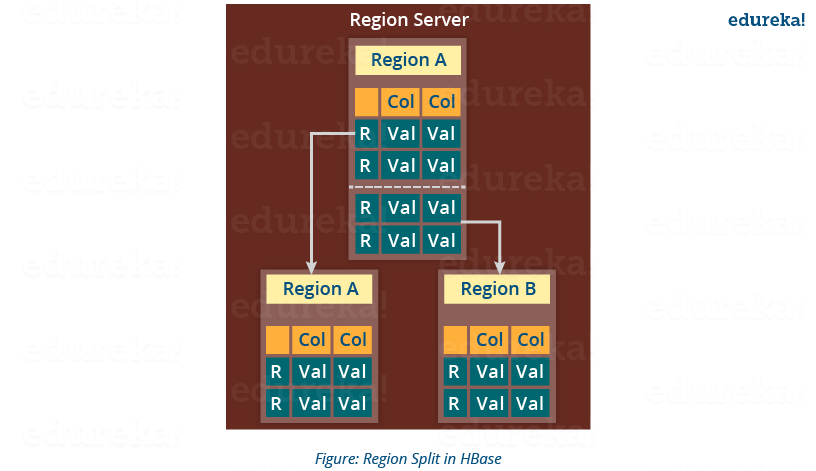 Region Server
edureka!
Region A
Col Col
R Val Val
R Val Val
R Val Val
R Val Val
Region A
Col Col
R Val Val
R Val Val
Region B
Col Col
R Val Val
R Val Val
Figure: Region Split in HBase